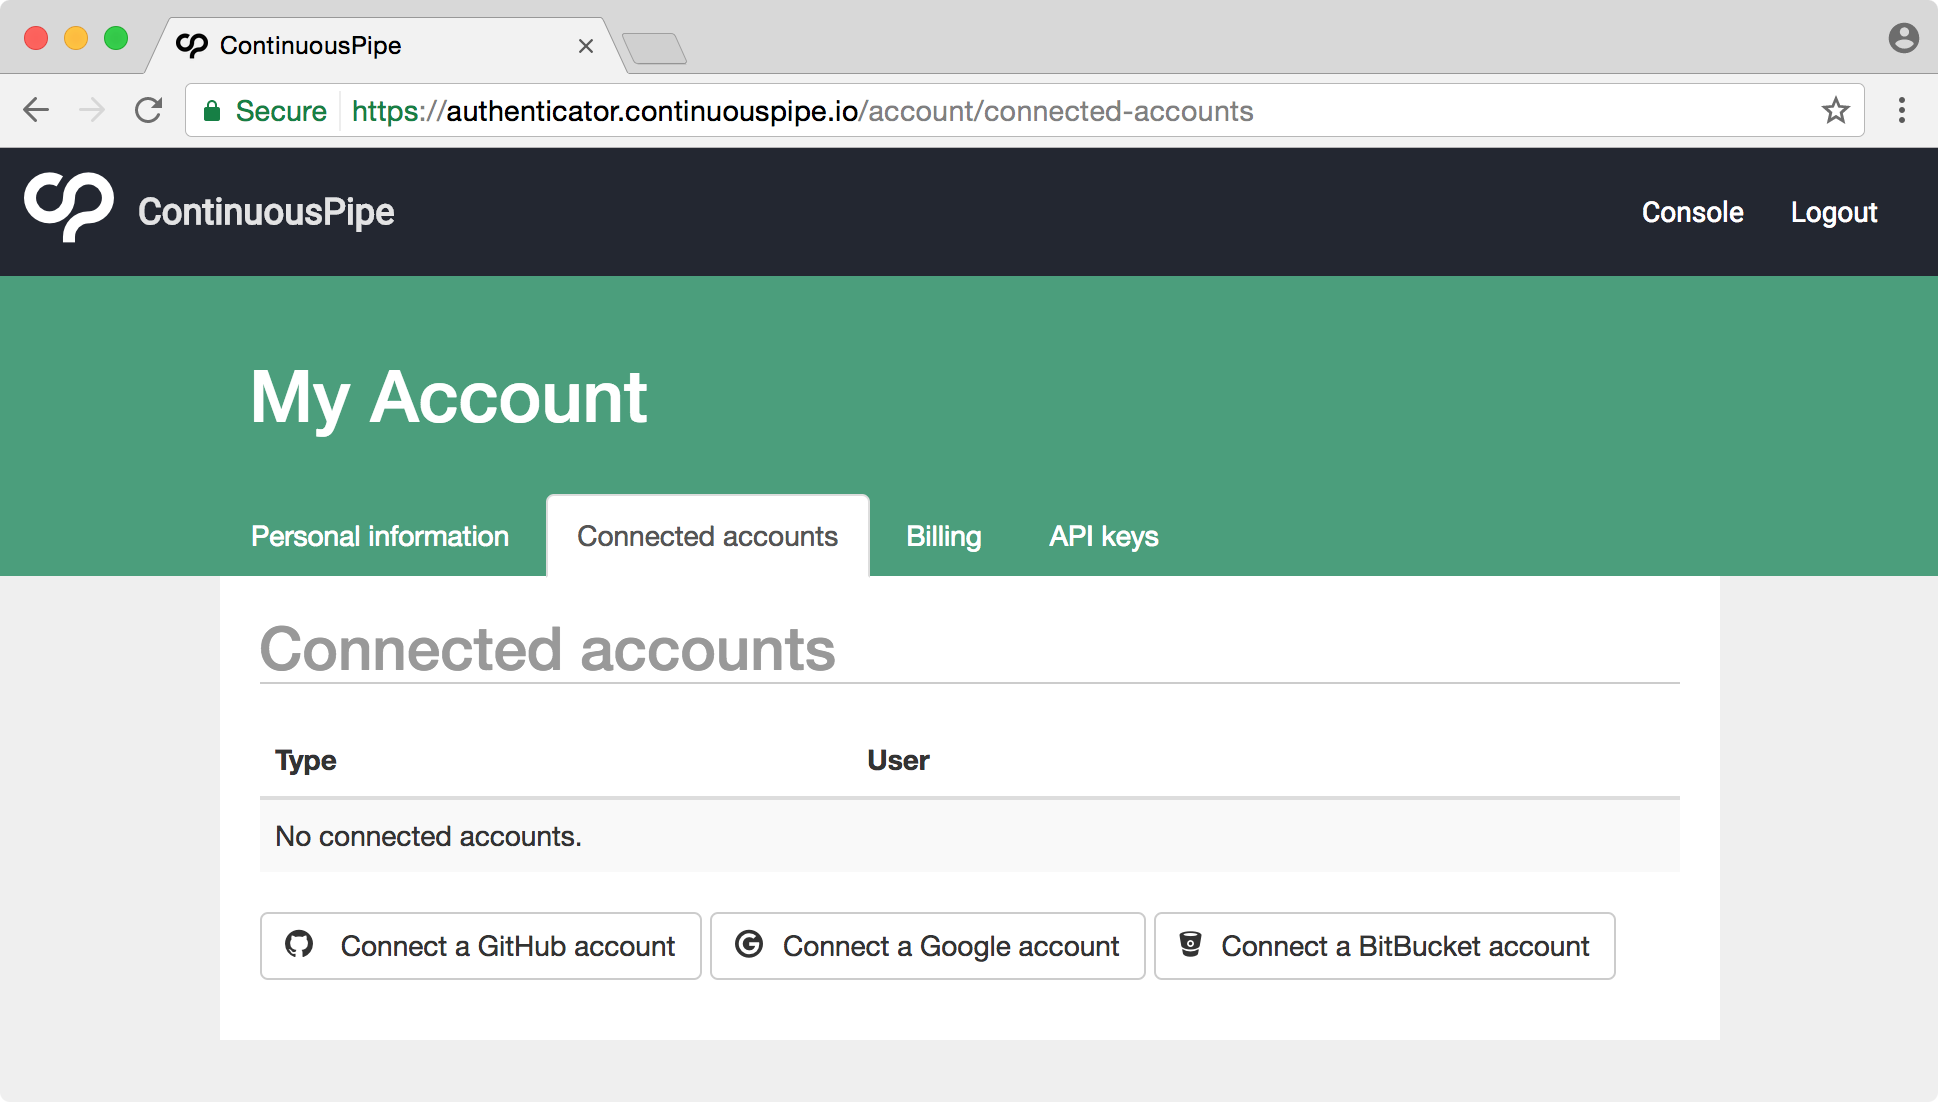 ContinuousPipe
Secure https://authenticator.continuouspipe.io/account/connected-accounts
ContinuousPipe Console Logout
My Account
Personal information Connected accounts Billing API keys
Connected accounts
Type User
No connected accounts.
Connect a GitHub account Connect a Google account Connect a BitBucket account